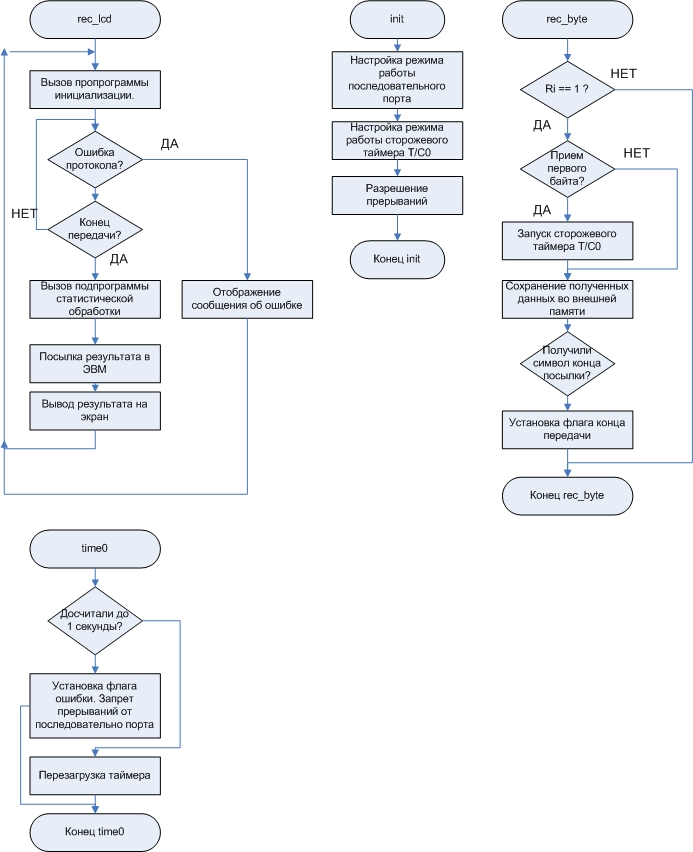 rec_lcd
Вызов пропрограммы
инициализации.
Ошибка
протокола?
ДА
НЕТ
Конец
передачи?
ДА
Вызов подпрограммы
статистической
обработки
Отображение
сообщения об ошибке
Посылка результата в
ЭВМ
Вывод результата на
экран
init
Настройка режима
работы
последовательного
порта
Настройка режима
работы сторожевого
таймера T/C0
Разрешение
прерываний
Конец init
rec_byte
Ri == 1 ?
НЕТ
ДА
Прием
первого
байта?
НЕТ
ДА
Запуск сторожевого
таймера T/C0
Сохранение полученных
данных во внешней
памяти
Получили
символ конца
посылки?
Установка флага конца
передачи
Конец rec_byte
time0
Досчитали до
1 секунды?
Установка флага
ошибки. Запрет
прерываний от
последовательно порта
Перезагрузка таймера
Конец time0